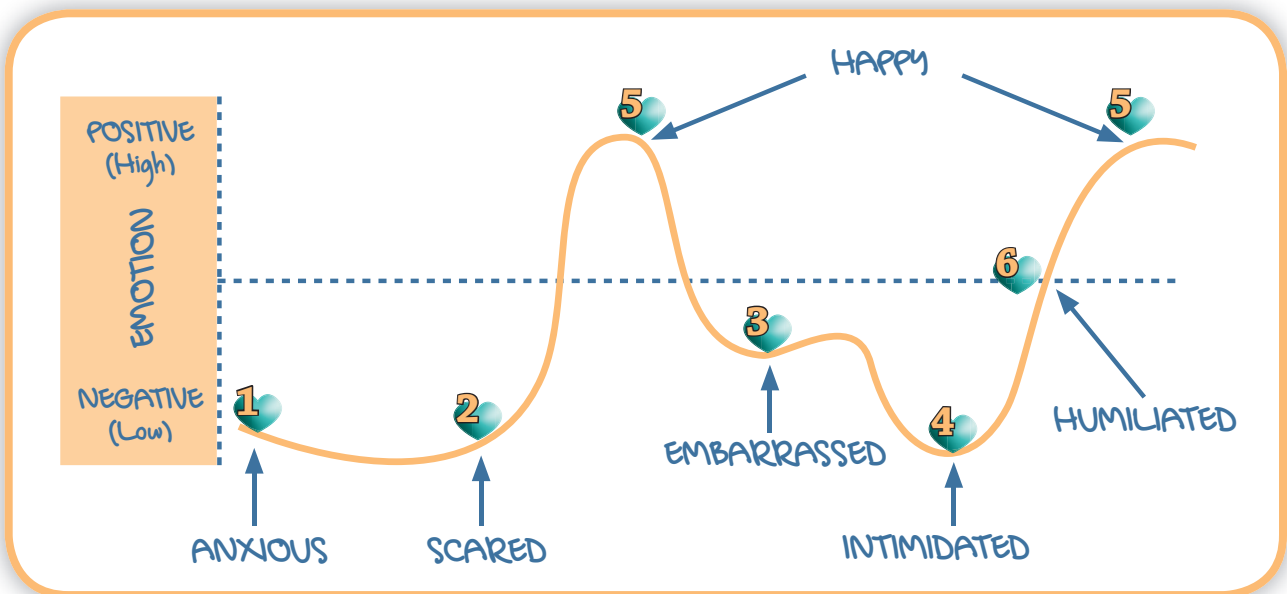 HAPPY
5
5
POSITIVE
(High)
EMOTION
6
3
NEGATIVE
(Low)
1
2
4
HUMILIATED
EMBARRASSED
ANXIOUS
SCARED
INTIMIDATED